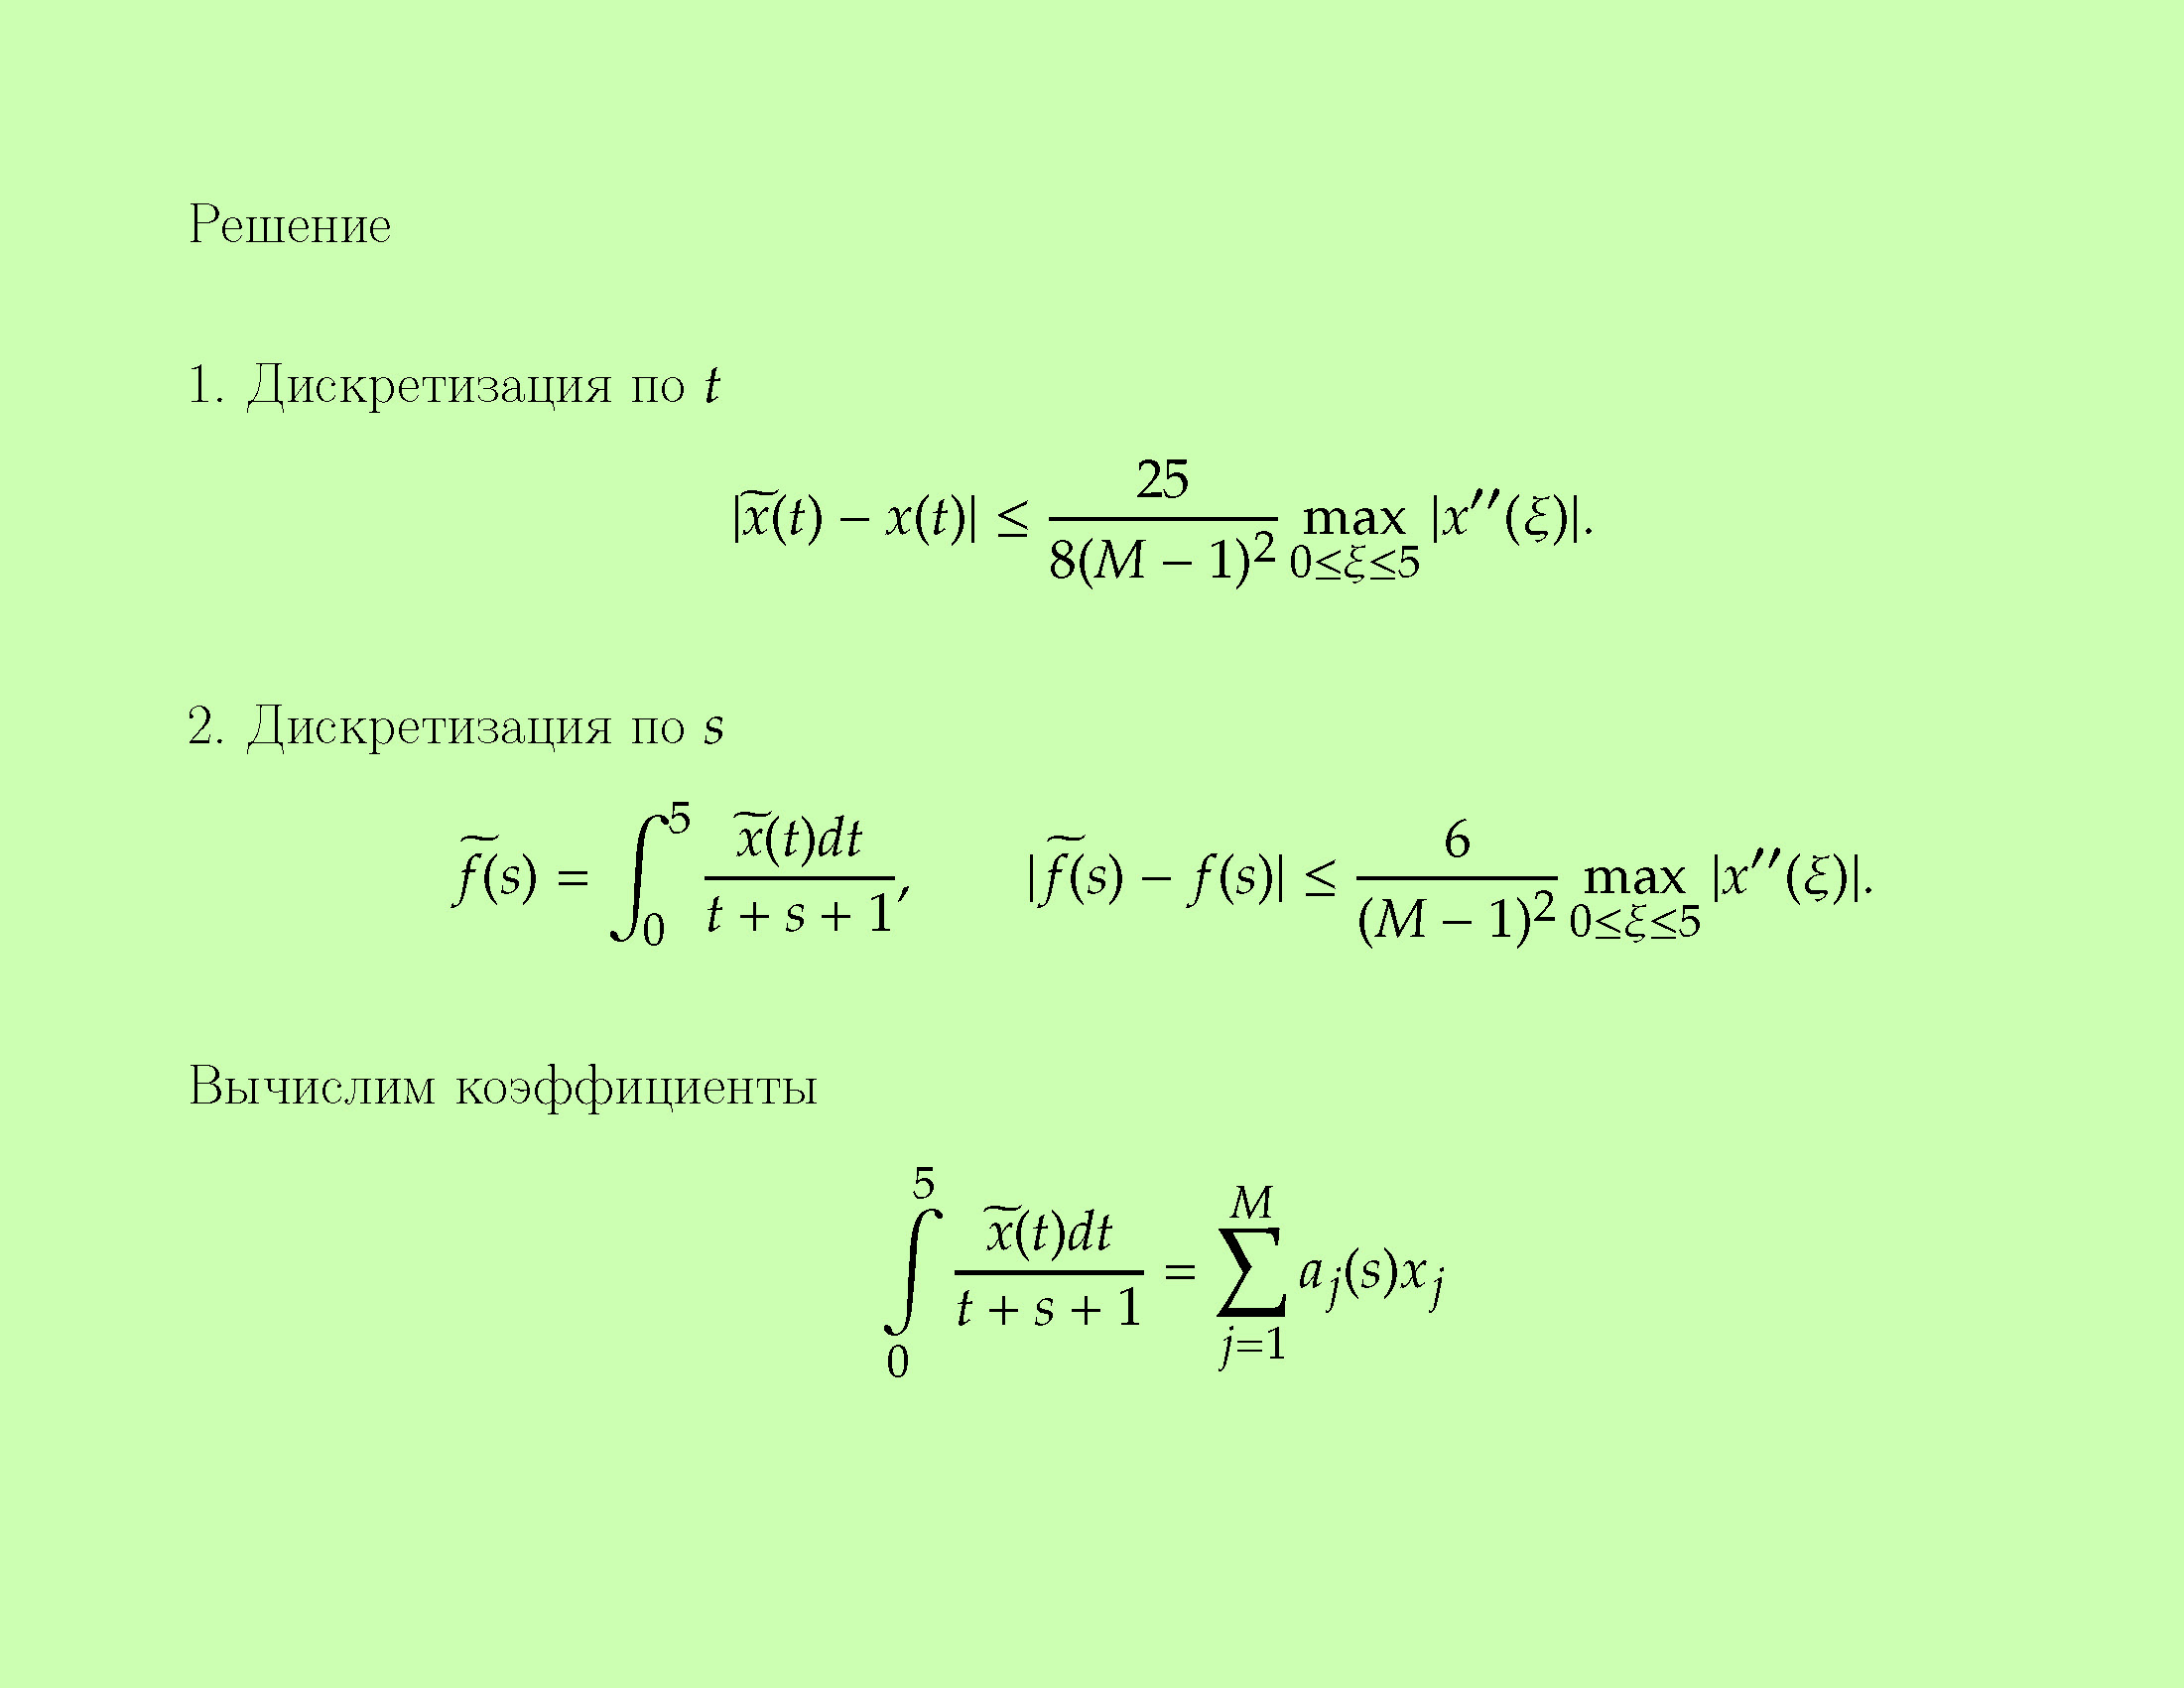 Решение
1. Дискретизация по t
|x̃(t) − x(t)| ≤ 25/(8(M − 1)²) max_{0≤ξ≤5} |x″(ξ)|.
2. Дискретизация по s
f̃(s) = ∫₀⁵ x̃(t)dt/(t + s + 1), |f̃(s) − f(s)| ≤ 6/(M − 1)² max_{0≤ξ≤5} |x″(ξ)|.
Вычислим коэффициенты
∫₀⁵ x̃(t)dt/(t + s + 1) = ∑_{j=1}^{M} a_j(s)x_j